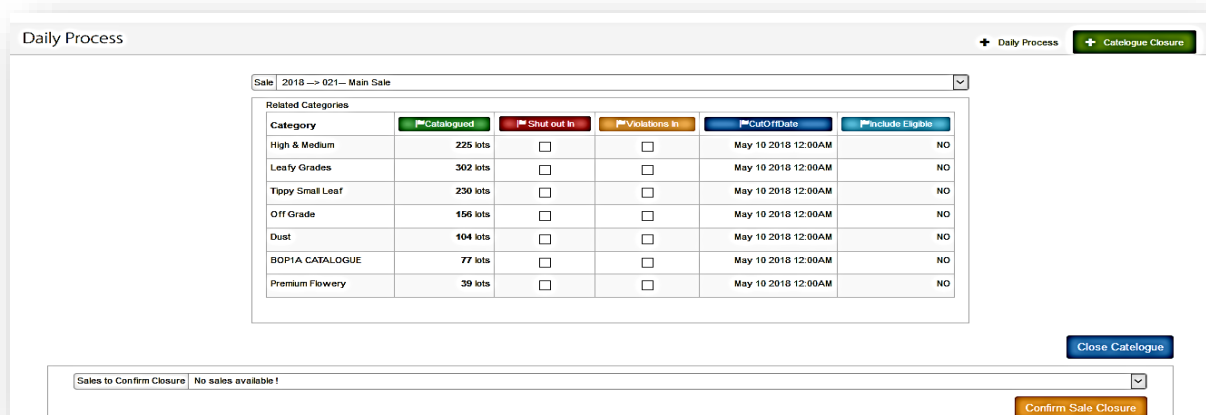 Daily Process
Daily Process Catelogue Closure
Sale 2018 --> 021-- Main Sale
Related Categories
Category Catalogued Shut out In Violations In CutOffDate Include Eligible
High & Medium 225 lots May 10 2018 12:00AM NO
Leafy Grades 302 lots May 10 2018 12:00AM NO
Tippy Small Leaf 230 lots May 10 2018 12:00AM NO
Off Grade 156 lots May 10 2018 12:00AM NO
Dust 104 lots May 10 2018 12:00AM NO
BOP1A CATALOGUE 77 lots May 10 2018 12:00AM NO
Premium Flowery 39 lots May 10 2018 12:00AM NO
Close Catelogue
Sales to Confirm Closure No sales available !
Confirm Sale Closure